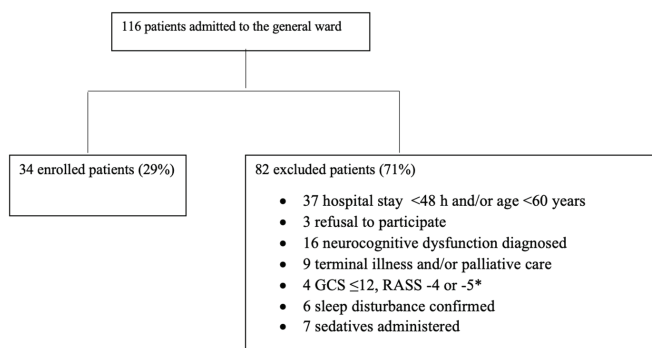 116 patients admitted to the general ward
34 enrolled patients (29%)
82 excluded patients (71%)
• 37 hospital stay <48 h and/or age <60 years
• 3 refusal to participate
• 16 neurocognitive dysfunction diagnosed
• 9 terminal illness and/or palliative care
• 4 GCS ≤12, RASS -4 or -5*
• 6 sleep disturbance confirmed
• 7 sedatives administered